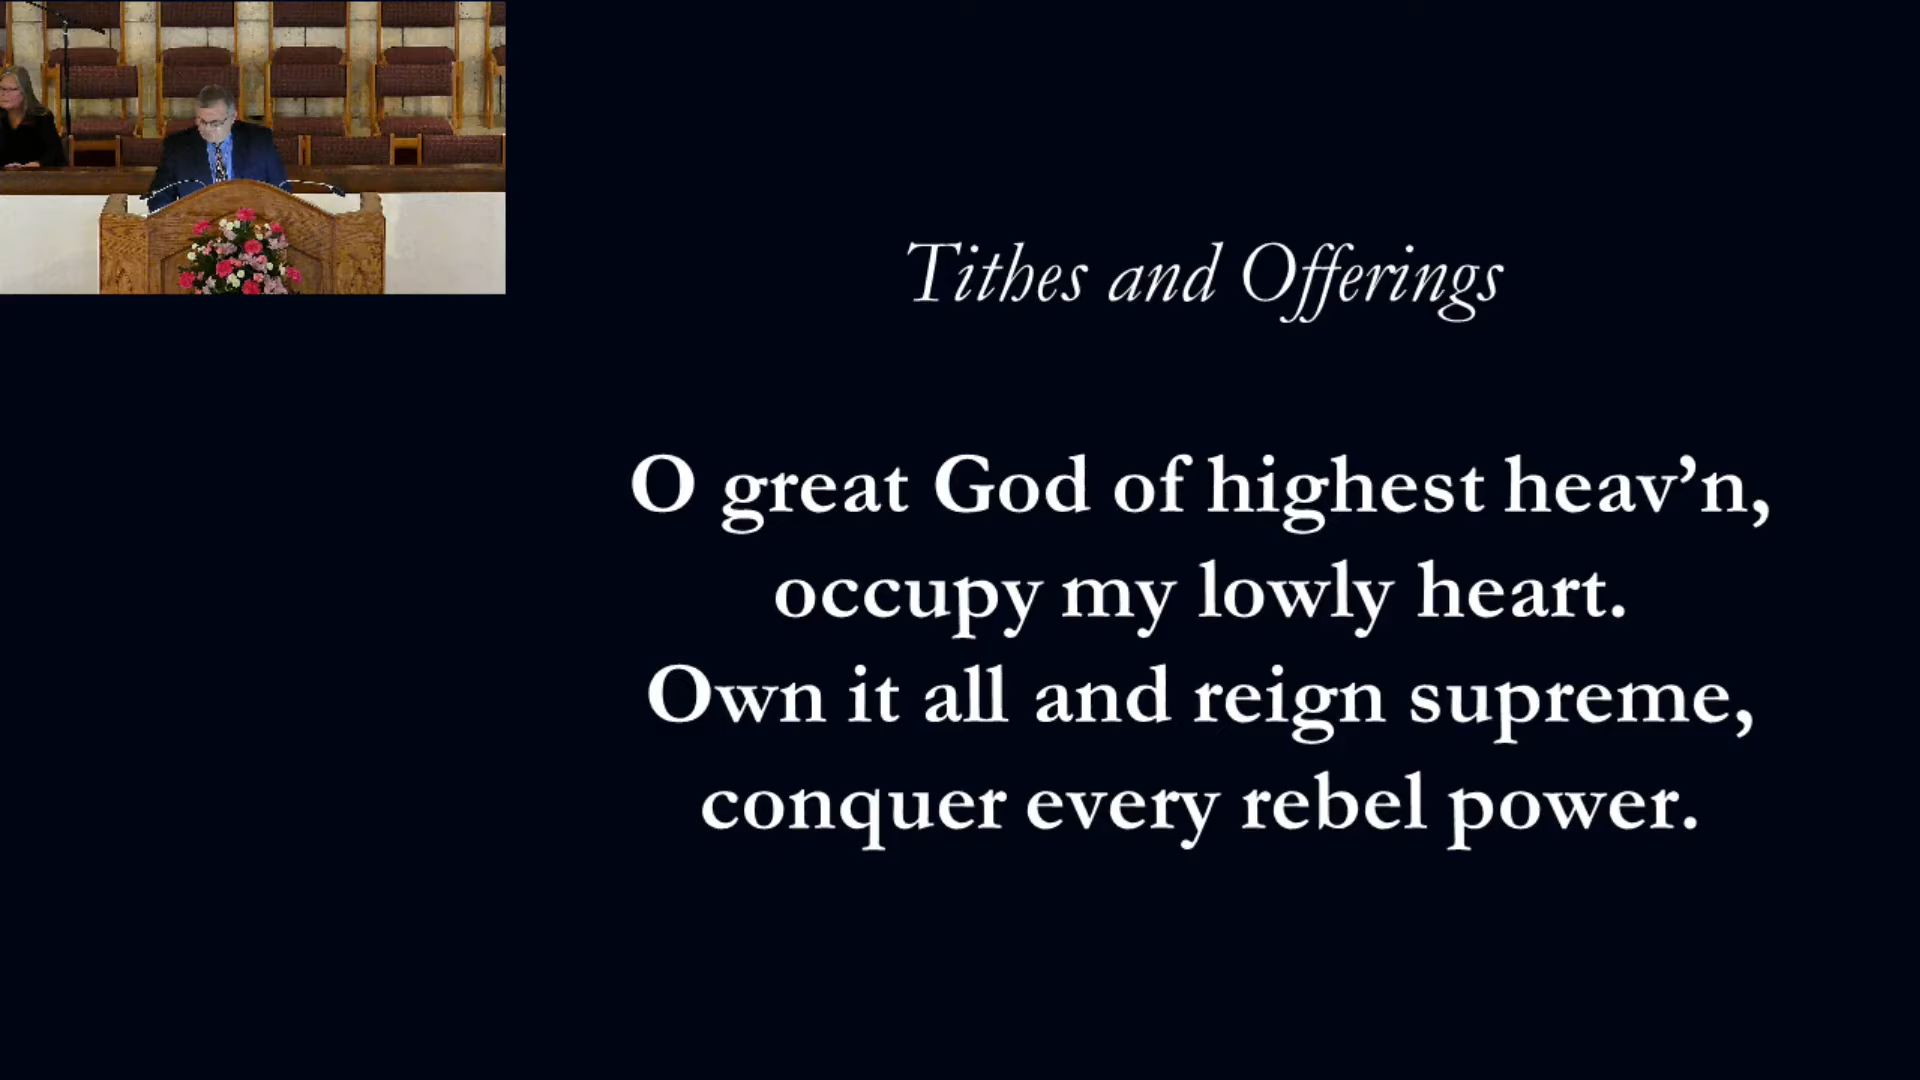 Tithes and Offerings
O great God of highest heav’n,
occupy my lowly heart.
Own it all and reign supreme,
conquer every rebel power.